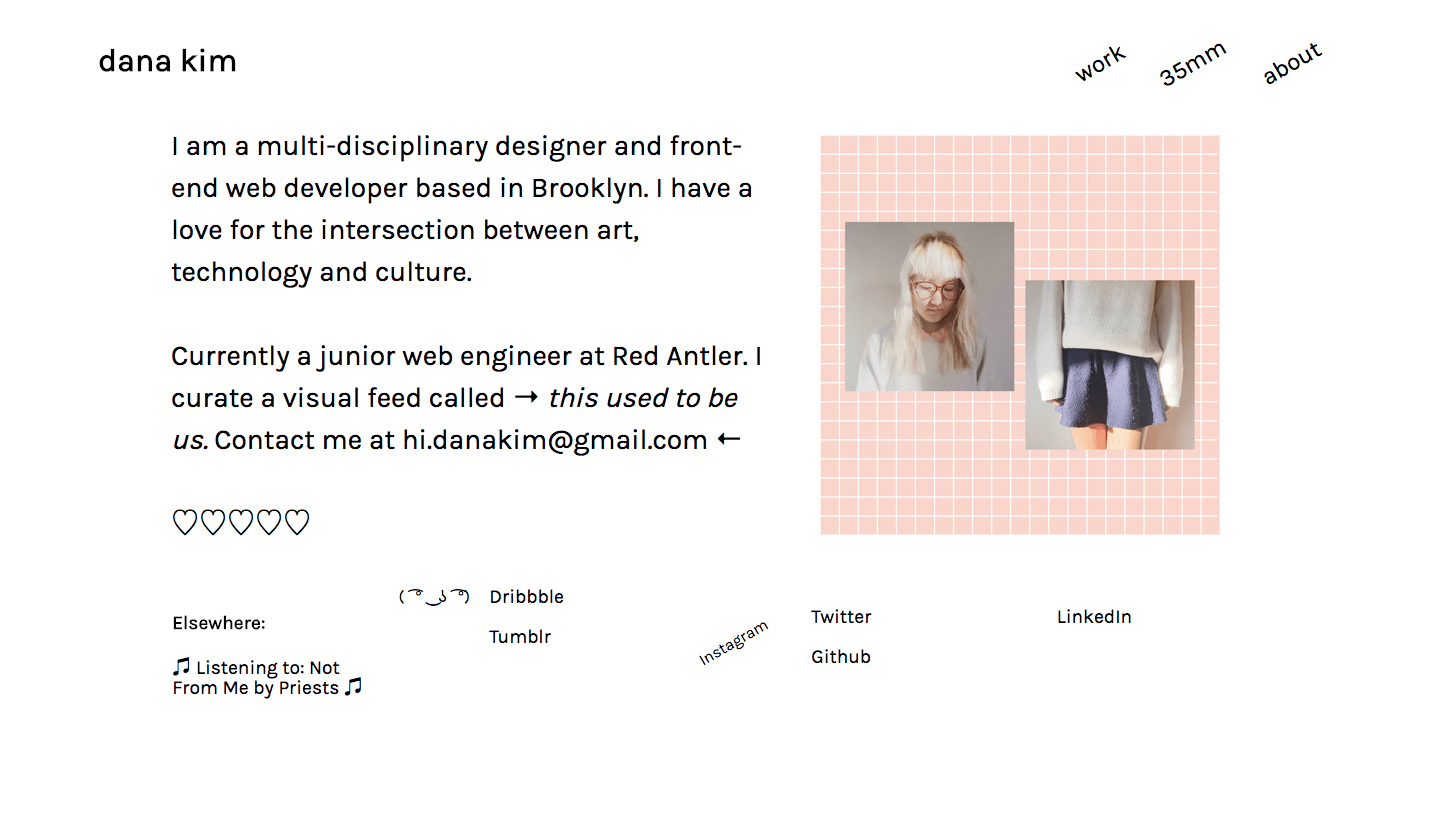 dana kim
work
35mm
about
I am a multi-disciplinary designer and front-
end web developer based in Brooklyn. I have a
love for the intersection between art,
technology and culture.
Currently a junior web engineer at Red Antler. I
curate a visual feed called → this used to be
us. Contact me at hi.danakim@gmail.com ←
♡♡♡♡♡
Elsewhere:
♫ Listening to: Not
From Me by Priests ♫
( ͡° ͜ʖ ͡°)
Dribbble
Tumblr
Instagram
Twitter
Github
LinkedIn